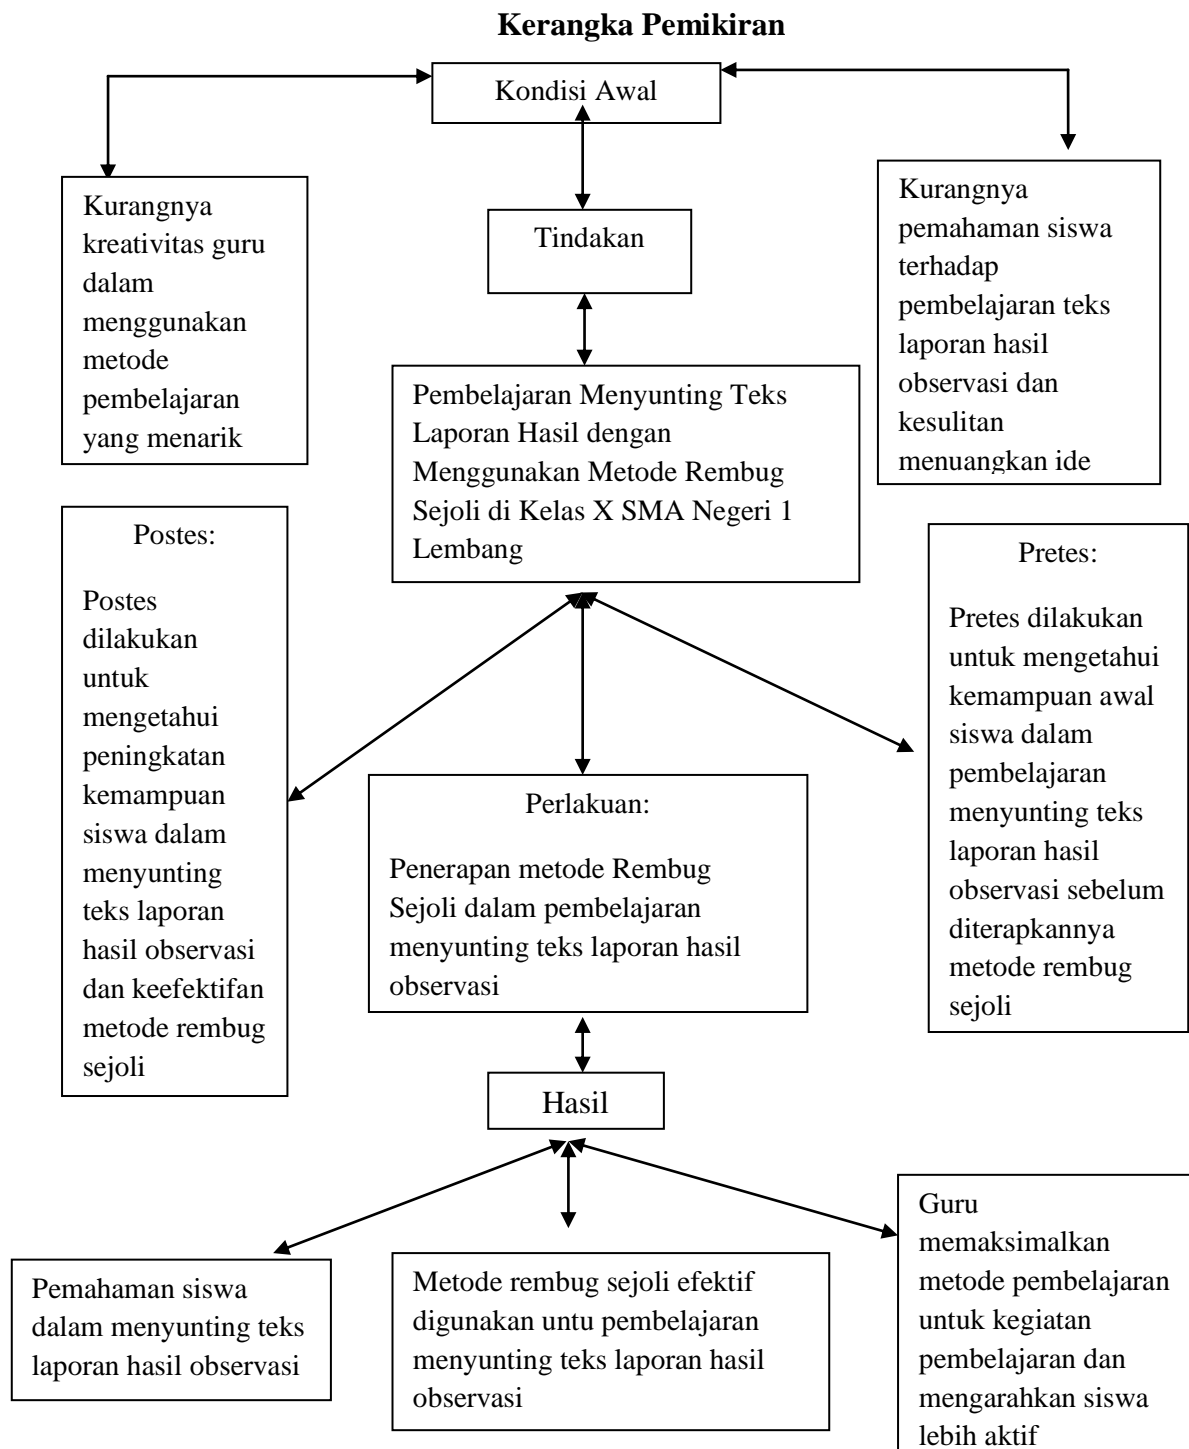 Kerangka Pemikiran
Kondisi Awal
Kurangnya
kreativitas guru
dalam
menggunakan
metode
pembelajaran
yang menarik
Tindakan
Kurangnya
pemahaman siswa
terhadap
pembelajaran teks
laporan hasil
observasi dan
kesulitan
menuangkan ide
Pembelajaran Menyunting Teks
Laporan Hasil dengan
Menggunakan Metode Rembug
Sejoli di Kelas X SMA Negeri 1
Lembang
Postes:
Postes
dilakukan
untuk
mengetahui
peningkatan
kemampuan
siswa dalam
menyunting
teks laporan
hasil observasi
dan keefektifan
metode rembug
sejoli
Perlakuan:
Penerapan metode Rembug
Sejoli dalam pembelajaran
menyunting teks laporan hasil
observasi
Pretes:
Pretes dilakukan
untuk mengetahui
kemampuan awal
siswa dalam
pembelajaran
menyunting teks
laporan hasil
observasi sebelum
diterapkannya
metode rembug
sejoli
Hasil
Pemahaman siswa
dalam menyunting teks
laporan hasil observasi
Metode rembug sejoli efektif
digunakan untu pembelajaran
menyunting teks laporan hasil
observasi
Guru
memaksimalkan
metode pembelajaran
untuk kegiatan
pembelajaran dan
mengarahkan siswa
lebih aktif